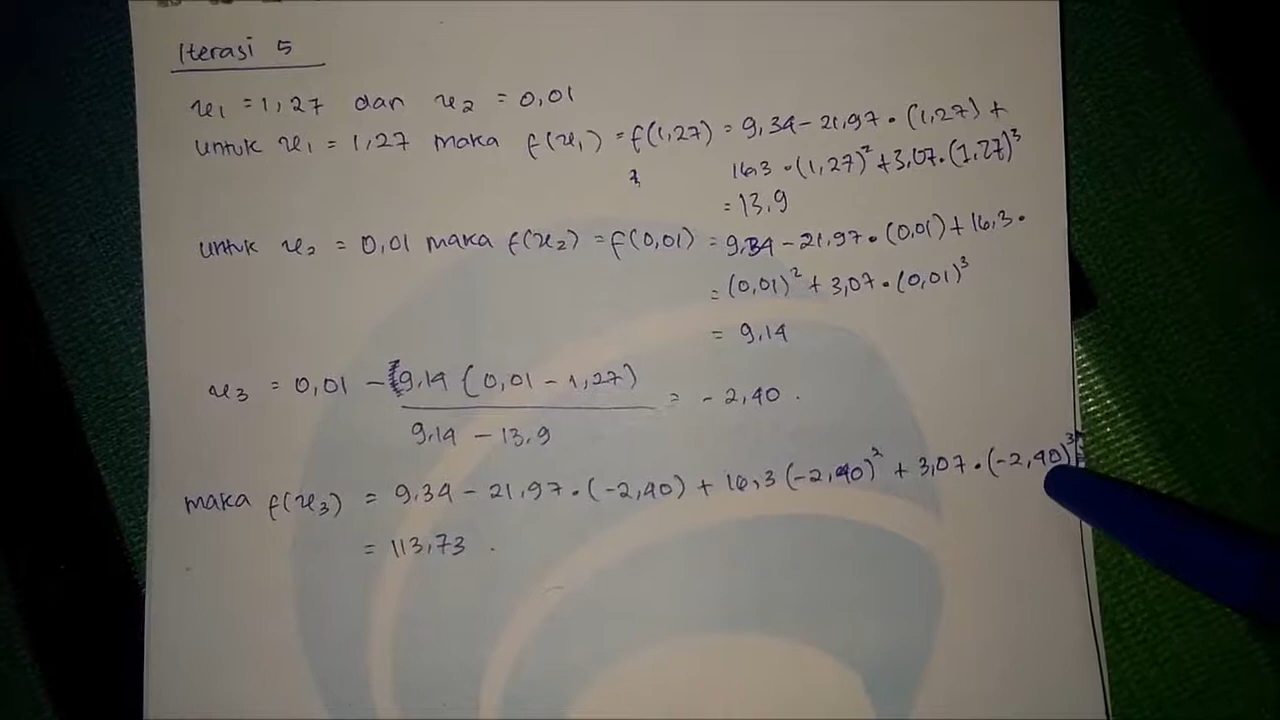 Iterasi 5
x₁ = 1,27 dan x₂ = 0,01
untuk x₁ = 1,27 maka f(x₁) = f(1,27) = 9,34 - 21,97 • (1,27) +
16,3 • (1,27)² + 3,07 • (1,27)³
= 13,9
untuk x₂ = 0,01 maka f(x₂) = f(0,01) = 9,34 - 21,97 • (0,01) + 16,3 •
= (0,01)² + 3,07 • (0,01)³
= 9,14
x₃ = 0,01 - 9,14 (0,01 - 1,27) = - 2,40 .
9,14 - 13,9
maka f(x₃) = 9,34 - 21,97 • (-2,40) + 16,3 (-2,40)² + 3,07 • (-2,40)³
= 113,73 .